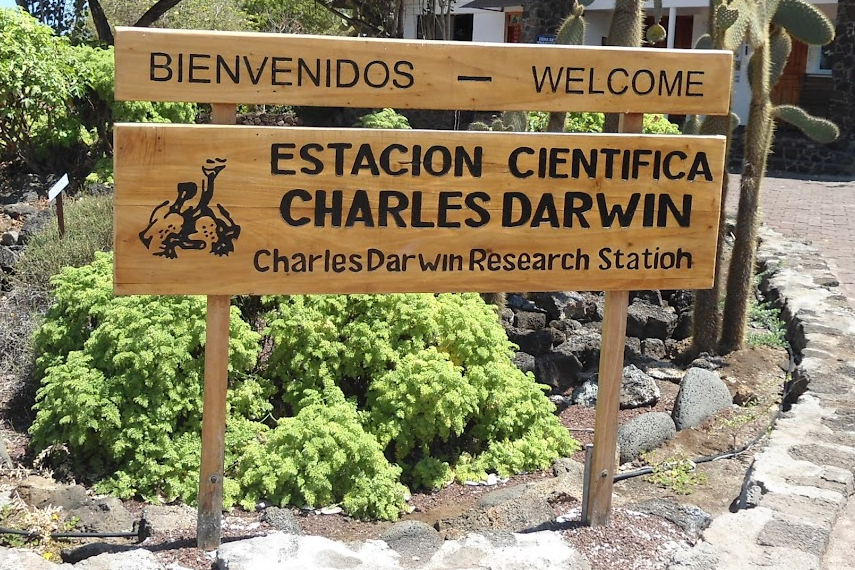 BIENVENIDOS — WELCOME
ESTACION CIENTIFICA
CHARLES DARWIN
Charles Darwin Research Station